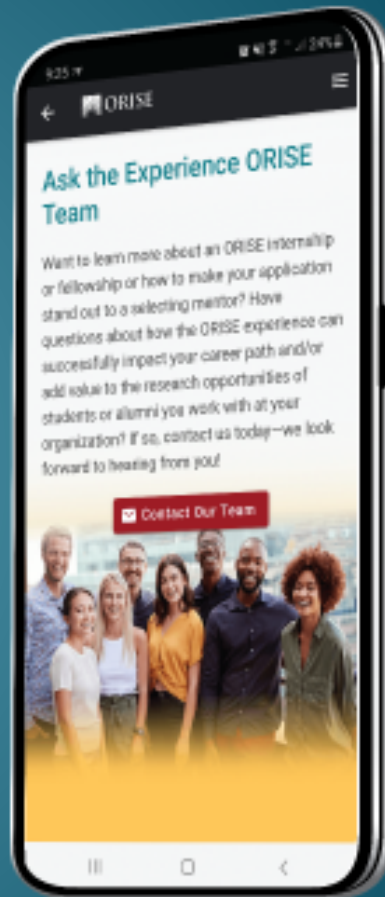 9:25
ORISE
Ask the Experience ORISE
Team
Want to learn more about an ORISE internship
or fellowship or how to make your application
stand out to a selecting mentor? Have
questions about how the ORISE experience can
successfully impact your career path and/or
add value to the research opportunities of
students or alumni you work with at your
organization? If so, contact us today—we look
forward to hearing from you!
Contact Our Team